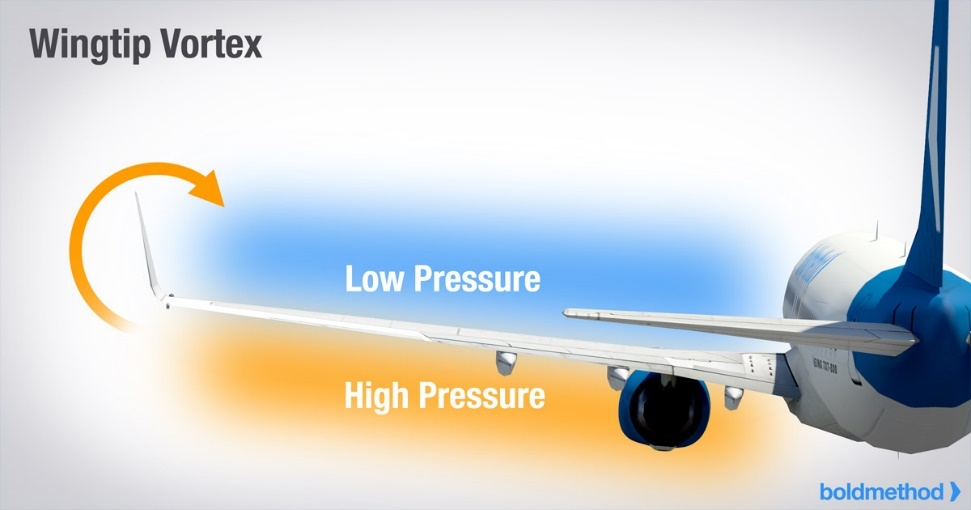 Wingtip Vortex
Low Pressure
High Pressure
boldmethod